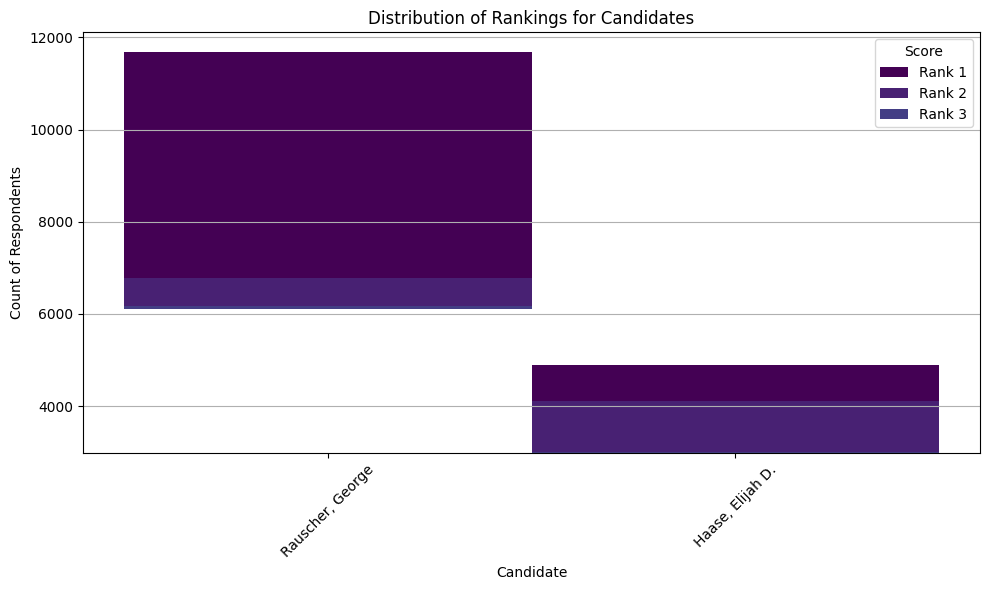 Distribution of Rankings for Candidates
12000
10000
8000
6000
4000
Count of Respondents
Score
Rank 1
Rank 2
Rank 3
Rauscher, George
Haase, Elijah D.
Candidate